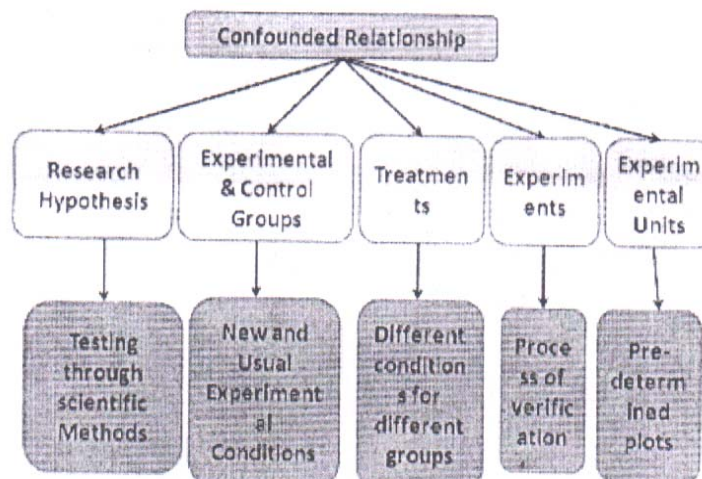 Confounded Relationship
Research
Hypothesis
Experimental
& Control
Groups
Treatmen
ts
Experim
ents
Experim
ental
Units
Testing
through
scientific
Methods
New and
Usual
Experiment
al
Conditions
Different
condition
s for
different
groups
Proce
ss of
verific
ation
Pre-
determ
ined
plots